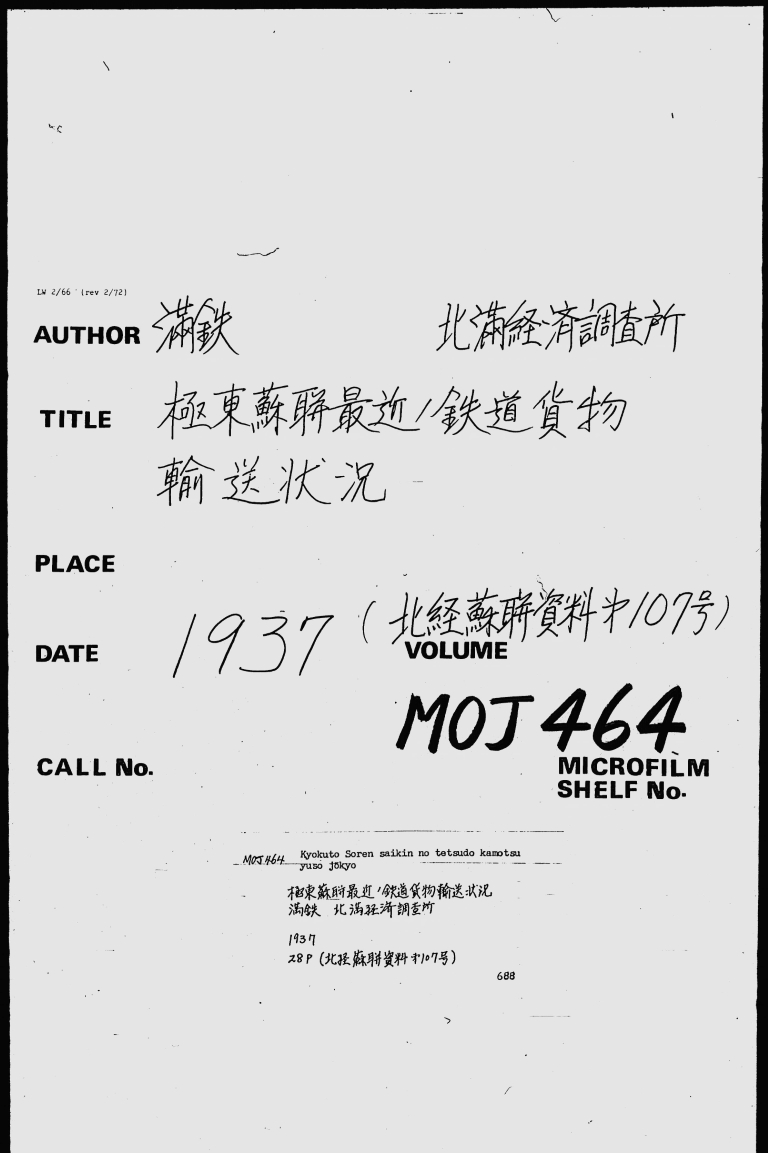 LW 2/66 (rev 2/72)
AUTHOR 滿鉄 北滿経済調査所
TITLE 極東蘇聯最近ノ鉄道貨物
輸送状況
PLACE
(北経蘇聯資料才107号)
DATE 1937 VOLUME
MOJ 464
CALL No. MICROFILM
SHELF No.
MOJ 464 Kyokuto Soren saikin no tetsudo kamotsu
yuso jōkyo
極東蘇聯最近ノ鉄道貨物輸送状況
満鉄 北満経済調査所
1937
28P (北経蘇聯資料才107号)
688